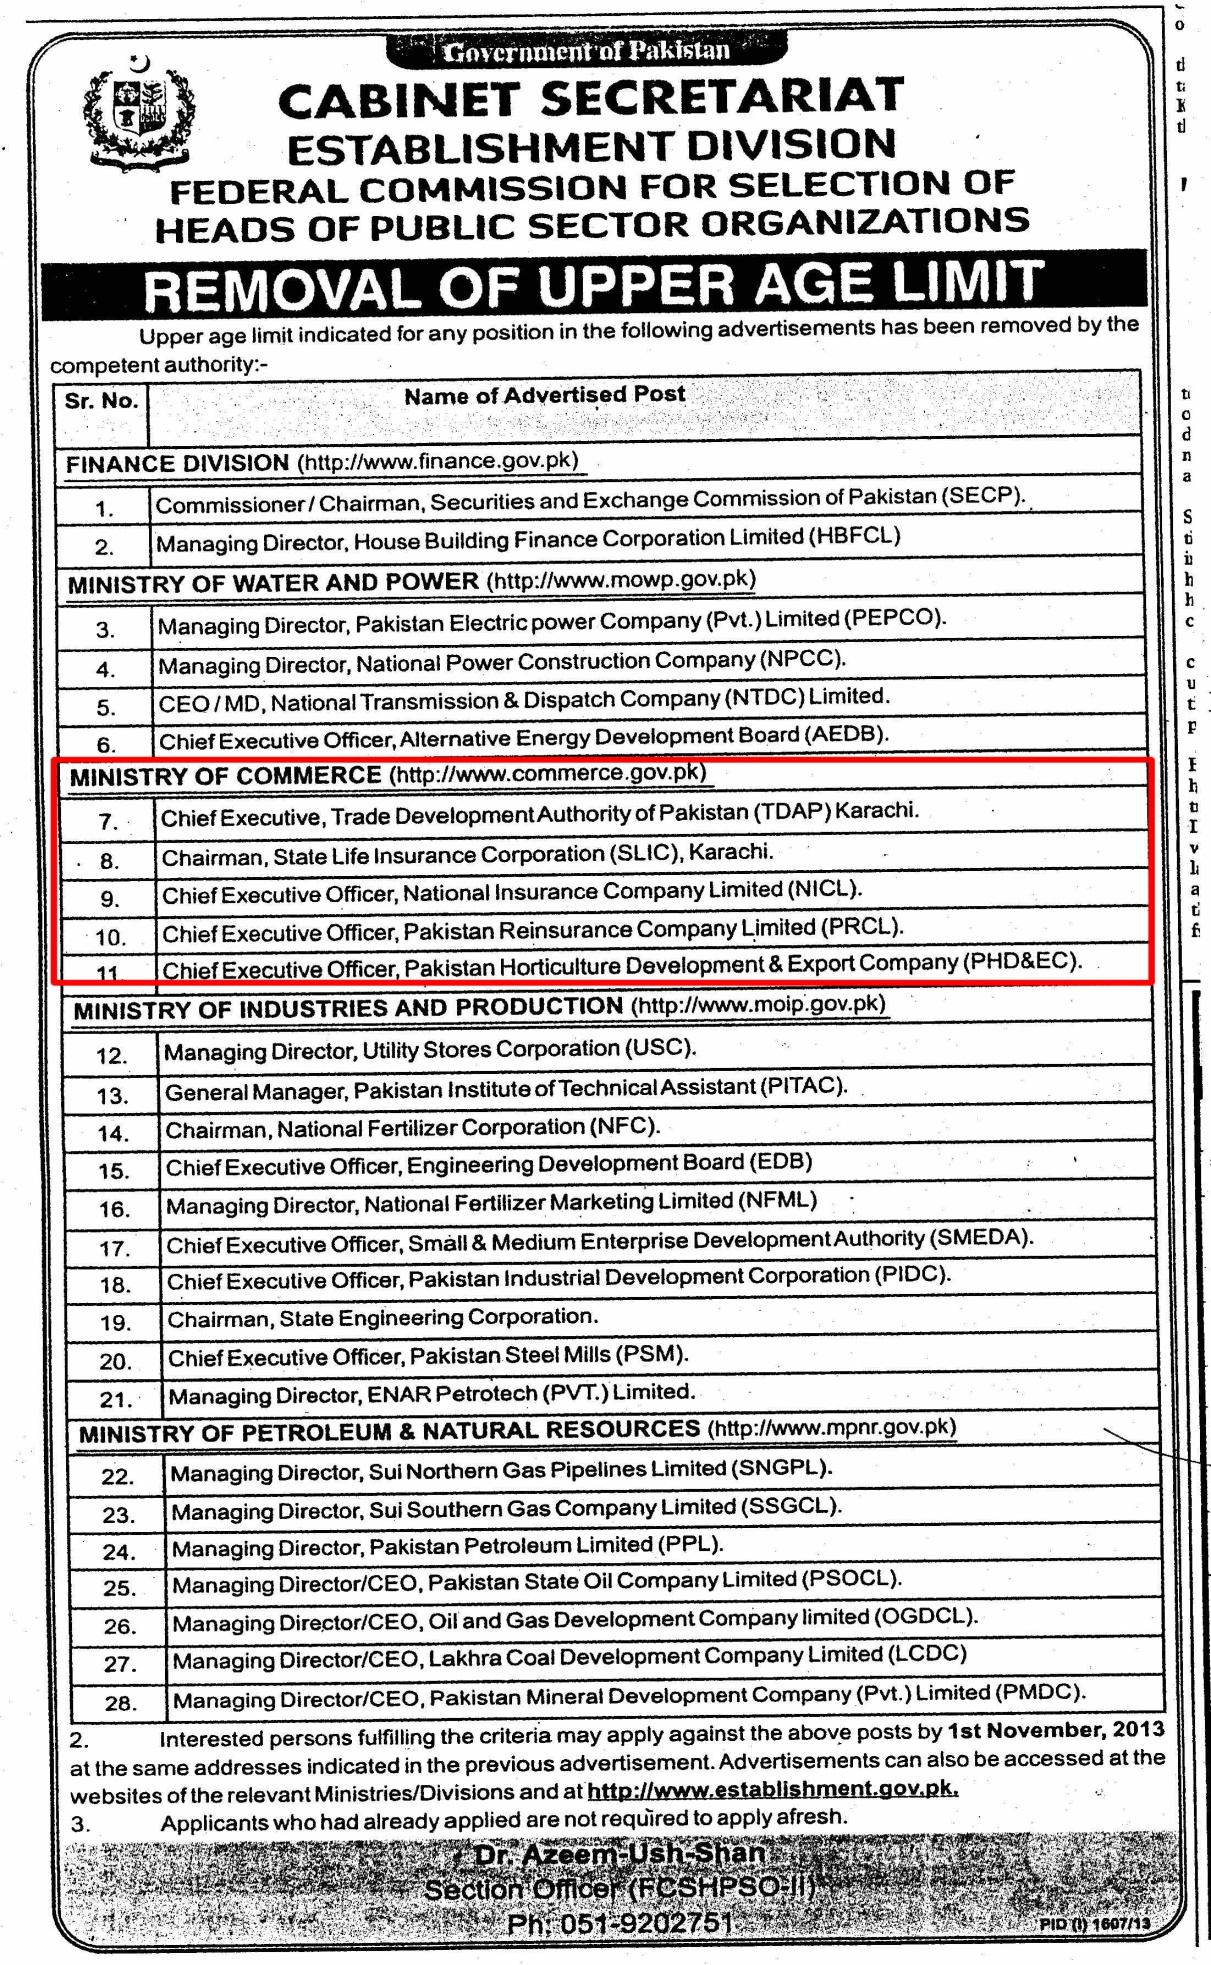 Government of Pakistan
CABINET SECRETARIAT
ESTABLISHMENT DIVISION
FEDERAL COMMISSION FOR SELECTION OF
HEADS OF PUBLIC SECTOR ORGANIZATIONS
REMOVAL OF UPPER AGE LIMIT
Upper age limit indicated for any position in the following advertisements has been removed by the
competent authority:-
Sr. No. Name of Advertised Post
FINANCE DIVISION (http://www.finance.gov.pk)
1. Commissioner/ Chairman, Securities and Exchange Commission of Pakistan (SECP).
2. Managing Director, House Building Finance Corporation Limited (HBFCL)
MINISTRY OF WATER AND POWER (http://www.mowp.gov.pk)
3. Managing Director, Pakistan Electric power Company (Pvt.) Limited (PEPCO).
4. Managing Director, National Power Construction Company (NPCC).
5. CEO / MD, National Transmission & Dispatch Company (NTDC) Limited.
6. Chief Executive Officer, Alternative Energy Development Board (AEDB).
MINISTRY OF COMMERCE (http://www.commerce.gov.pk)
7. Chief Executive, Trade Development Authority of Pakistan (TDAP) Karachi.
8. Chairman, State Life Insurance Corporation (SLIC), Karachi.
9. Chief Executive Officer, National Insurance Company Limited (NICL).
10. Chief Executive Officer, Pakistan Reinsurance Company Limited (PRCL).
11 Chief Executive Officer, Pakistan Horticulture Development & Export Company (PHD&EC).
MINISTRY OF INDUSTRIES AND PRODUCTION (http://www.moip.gov.pk)
12. Managing Director, Utility Stores Corporation (USC).
13. General Manager, Pakistan Institute of Technical Assistant (PITAC).
14. Chairman, National Fertilizer Corporation (NFC).
15. Chief Executive Officer, Engineering Development Board (EDB)
16. Managing Director, National Fertilizer Marketing Limited (NFML)
17. Chief Executive Officer, Small & Medium Enterprise Development Authority (SMEDA).
18. Chief Executive Officer, Pakistan Industrial Development Corporation (PIDC).
19. Chairman, State Engineering Corporation.
20. Chief Executive Officer, Pakistan Steel Mills (PSM).
21. Managing Director, ENAR Petrotech (PVT.) Limited.
MINISTRY OF PETROLEUM & NATURAL RESOURCES (http://www.mpnr.gov.pk)
22. Managing Director, Sui Northern Gas Pipelines Limited (SNGPL).
23. Managing Director, Sui Southern Gas Company Limited (SSGCL).
24. Managing Director, Pakistan Petroleum Limited (PPL).
25. Managing Director/CEO, Pakistan State Oil Company Limited (PSOCL).
26. Managing Director/CEO, Oil and Gas Development Company limited (OGDCL).
27. Managing Director/CEO, Lakhra Coal Development Company Limited (LCDC)
28. Managing Director/CEO, Pakistan Mineral Development Company (Pvt.) Limited (PMDC).
2. Interested persons fulfilling the criteria may apply against the above posts by 1st November, 2013
at the same addresses indicated in the previous advertisement. Advertisements can also be accessed at the
websites of the relevant Ministries/Divisions and at http://www.establishment.gov.pk.
3. Applicants who had already applied are not required to apply afresh.
Dr. Azeem-Ush-Shan
Section Officer (FCSHPSO-II)
Ph: 051-9202751
PID (I) 1607/13